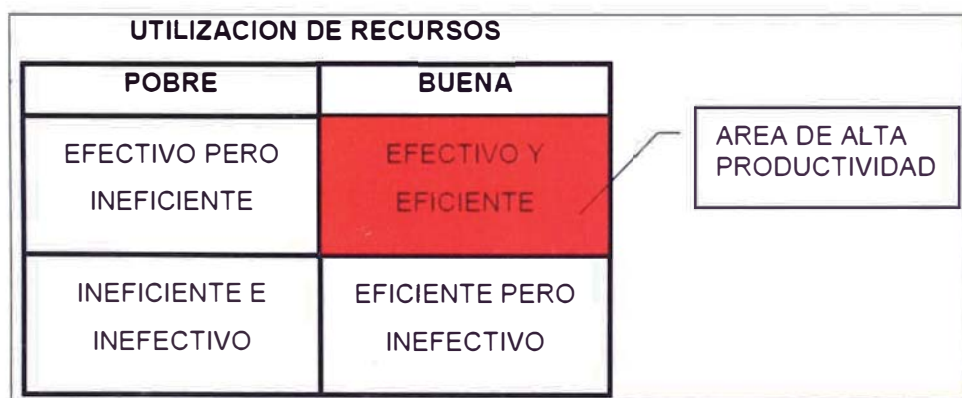 UTILIZACION DE RECURSOS
POBRE
BUENA
EFECTIVO PERO
INEFICIENTE
EFECTIVO Y
EFICIENTE
AREA DE ALTA
PRODUCTIVIDAD
INEFICIENTE E
INEFECTIVO
EFICIENTE PERO
INEFECTIVO